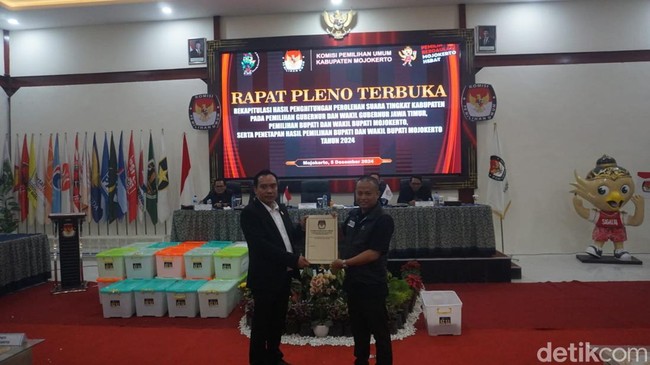 KOMISI PEMILIHAN UMUM
KABUPATEN MOJOKERTO
RAPAT PLENO TERBUKA
REKAPITULASI HASIL PENGHITUNGAN PEROLEHAN SUARA TINGKAT KABUPATEN
PADA PEMILIHAN GUBERNUR DAN WAKIL GUBERNUR JAWA TIMUR,
PEMILIHAN BUPATI DAN WAKIL BUPATI MOJOKERTO,
SERTA PENETAPAN HASIL PEMILIHAN BUPATI DAN WAKIL BUPATI MOJOKERTO
TAHUN 2024
Mojokerto, 5 Desember 2024
detikcom